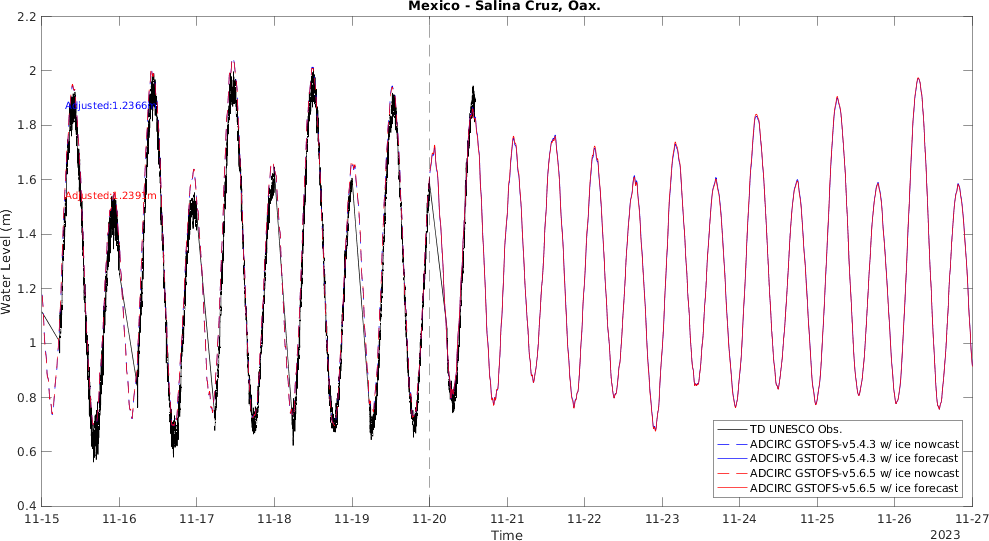 Mexico - Salina Cruz, Oax.
2.2
2
1.8
1.6
1.4
1.2
1
0.8
0.6
0.4
Water Level (m)
Adjusted:1.2366m
Adjusted:1.2395m
TD UNESCO Obs.
ADCIRC GSTOFS-v5.4.3 w/ ice nowcast
ADCIRC GSTOFS-v5.4.3 w/ ice forecast
ADCIRC GSTOFS-v5.6.5 w/ ice nowcast
ADCIRC GSTOFS-v5.6.5 w/ ice forecast
11-15 11-16 11-17 11-18 11-19 11-20 11-21 11-22 11-23 11-24 11-25 11-26 11-27
Time
2023